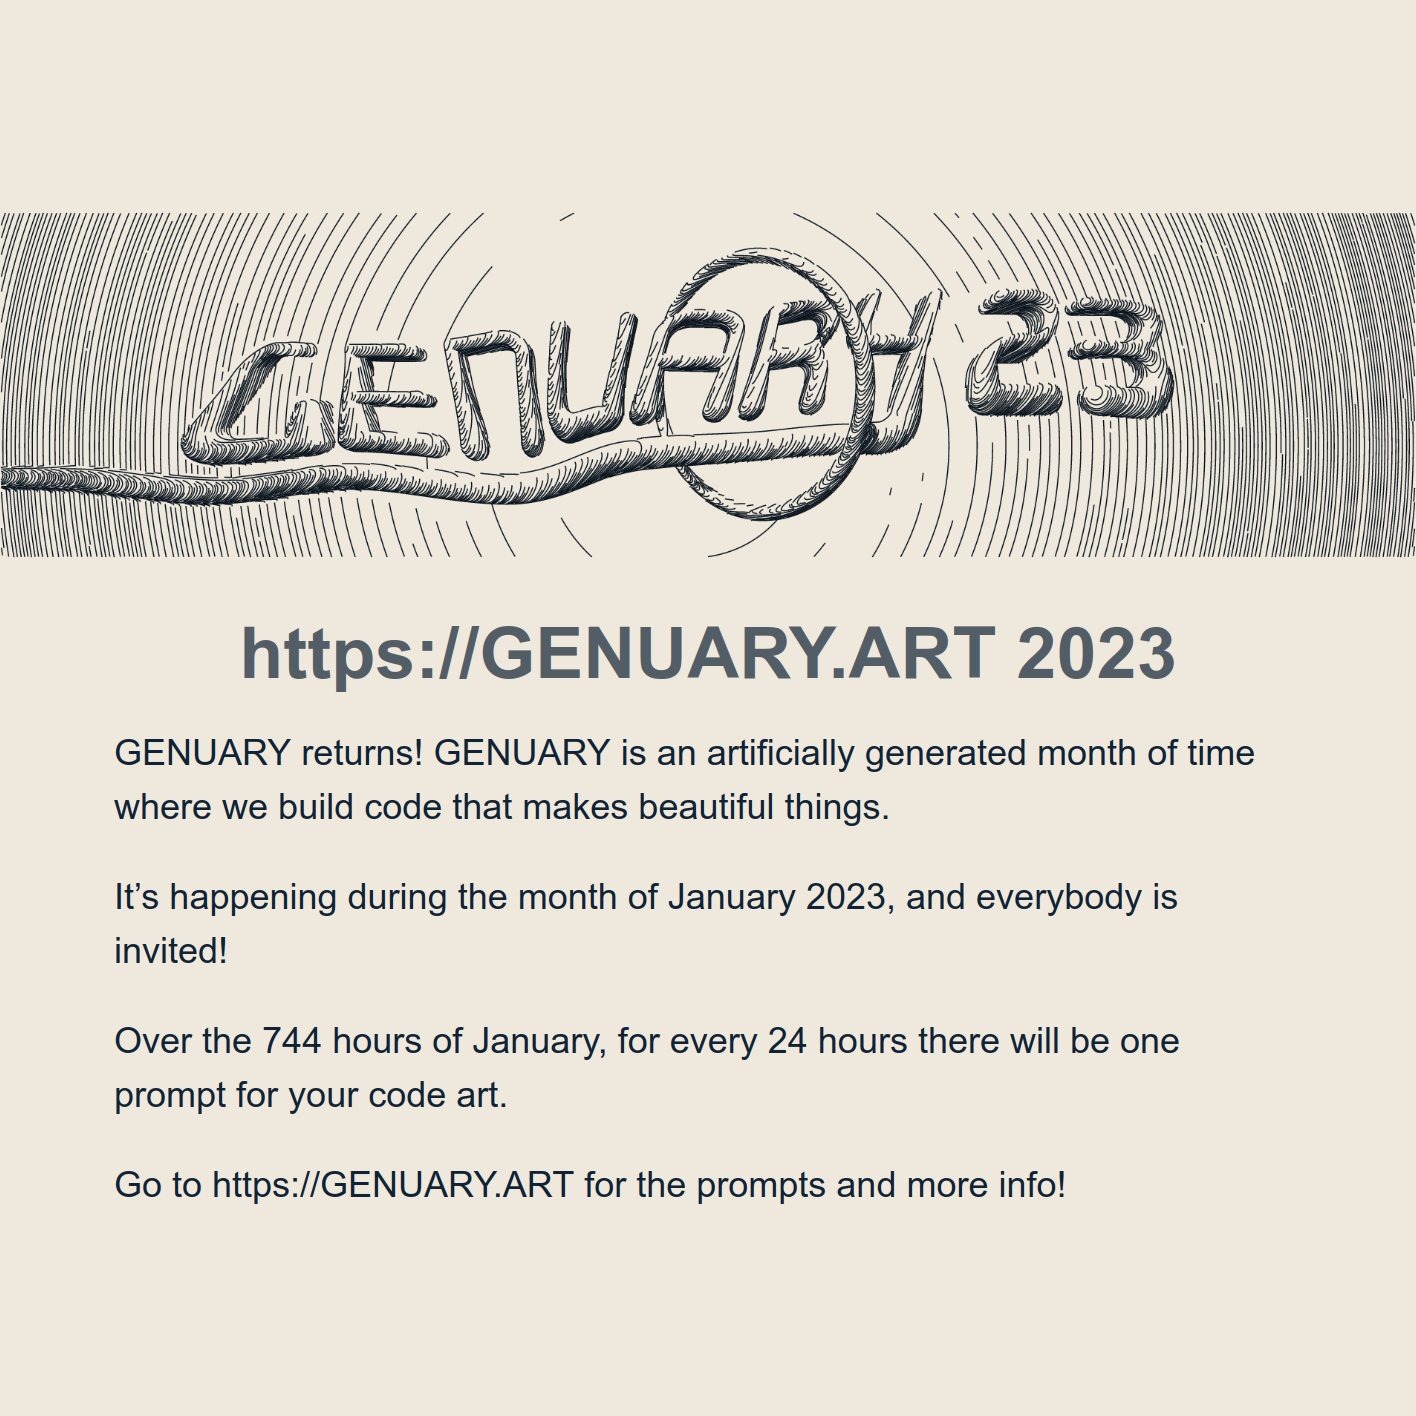 GENUARY 23
https://GENUARY.ART 2023
GENUARY returns! GENUARY is an artificially generated month of time
where we build code that makes beautiful things.
It’s happening during the month of January 2023, and everybody is
invited!
Over the 744 hours of January, for every 24 hours there will be one
prompt for your code art.
Go to https://GENUARY.ART for the prompts and more info!